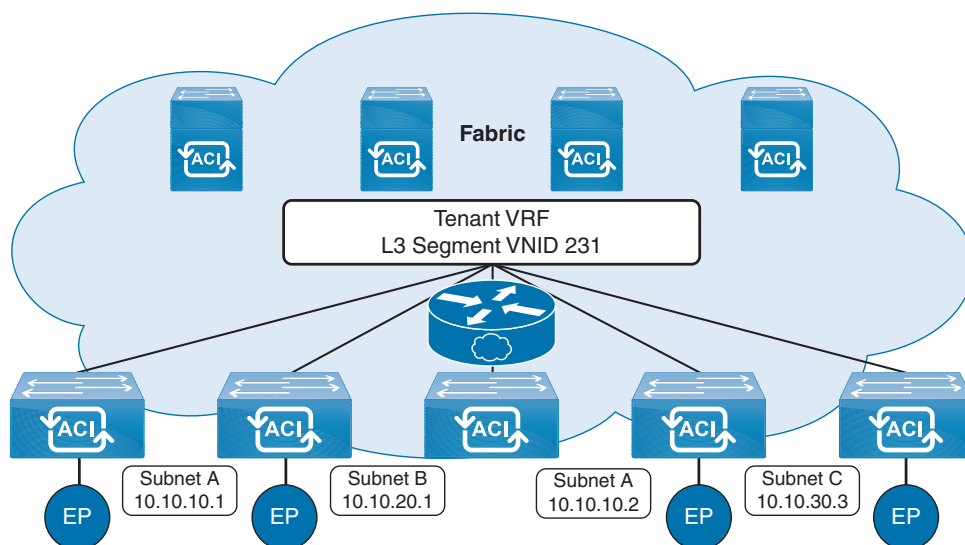 ACI
ACI
Fabric
ACI
ACI
Tenant VRF
L3 Segment VNID 231
ACI
ACI
ACI
ACI
ACI
EP
Subnet A
10.10.10.1
EP
Subnet B
10.10.20.1
Subnet A
10.10.10.2
EP
Subnet C
10.10.30.3
EP